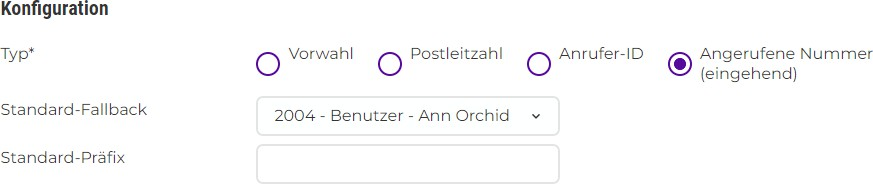 Konfiguration
Typ*
Vorwahl
Postleitzahl
Anrufer-ID
Angerufene Nummer
(eingehend)
Standard-Fallback
2004 - Benutzer - Ann Orchid
Standard-Präfix